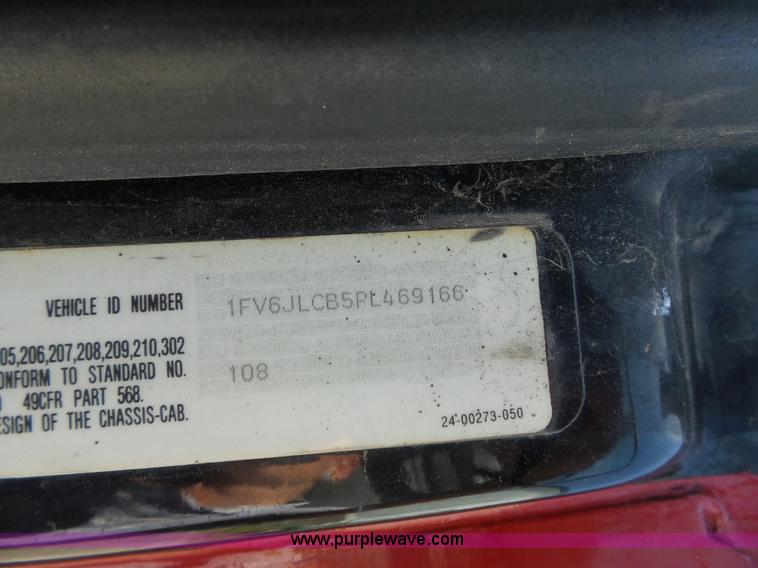 VEHICLE ID NUMBER 1FV6JLCB5PL469166
05,206,207,208,209,210,302
ONFORM TO STANDARD NO. 108
49CFR PART 568.
ESIGN OF THE CHASSIS-CAB.
24-00273-050
www.purplewave.com